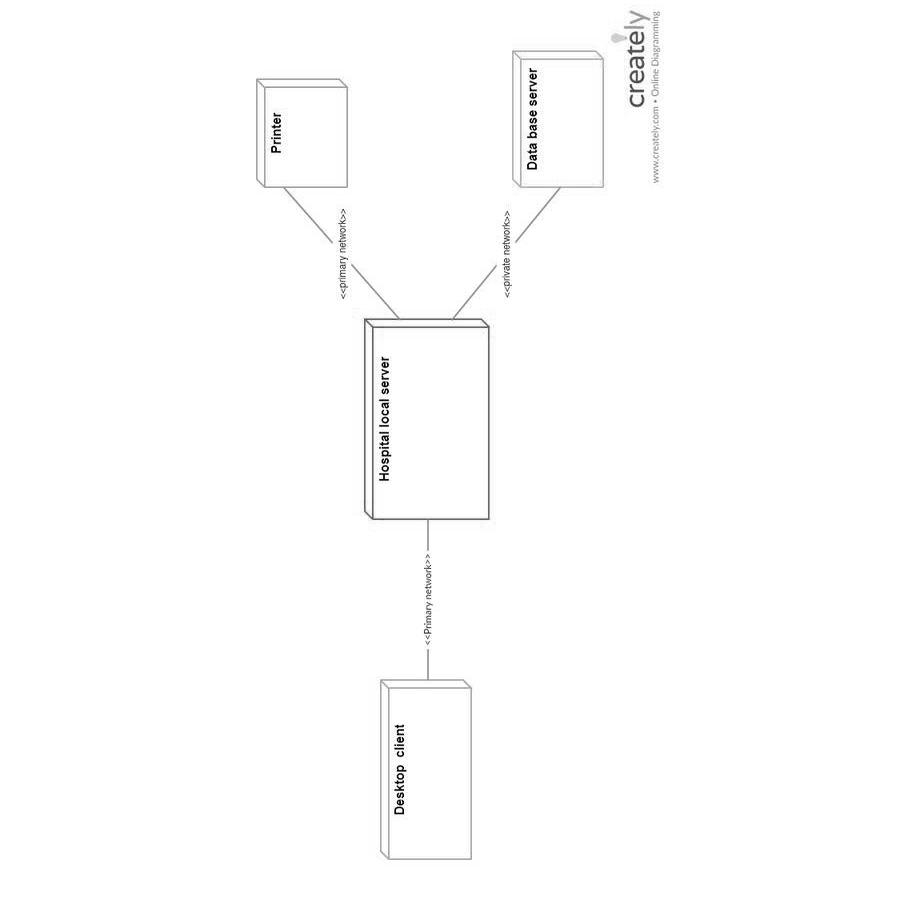 Printer
Data base server
<<primary network>>
<<private network>>
Hospital local server
<<Primary network>>
Desktop client
creately
www.creately.com • Online Diagramming